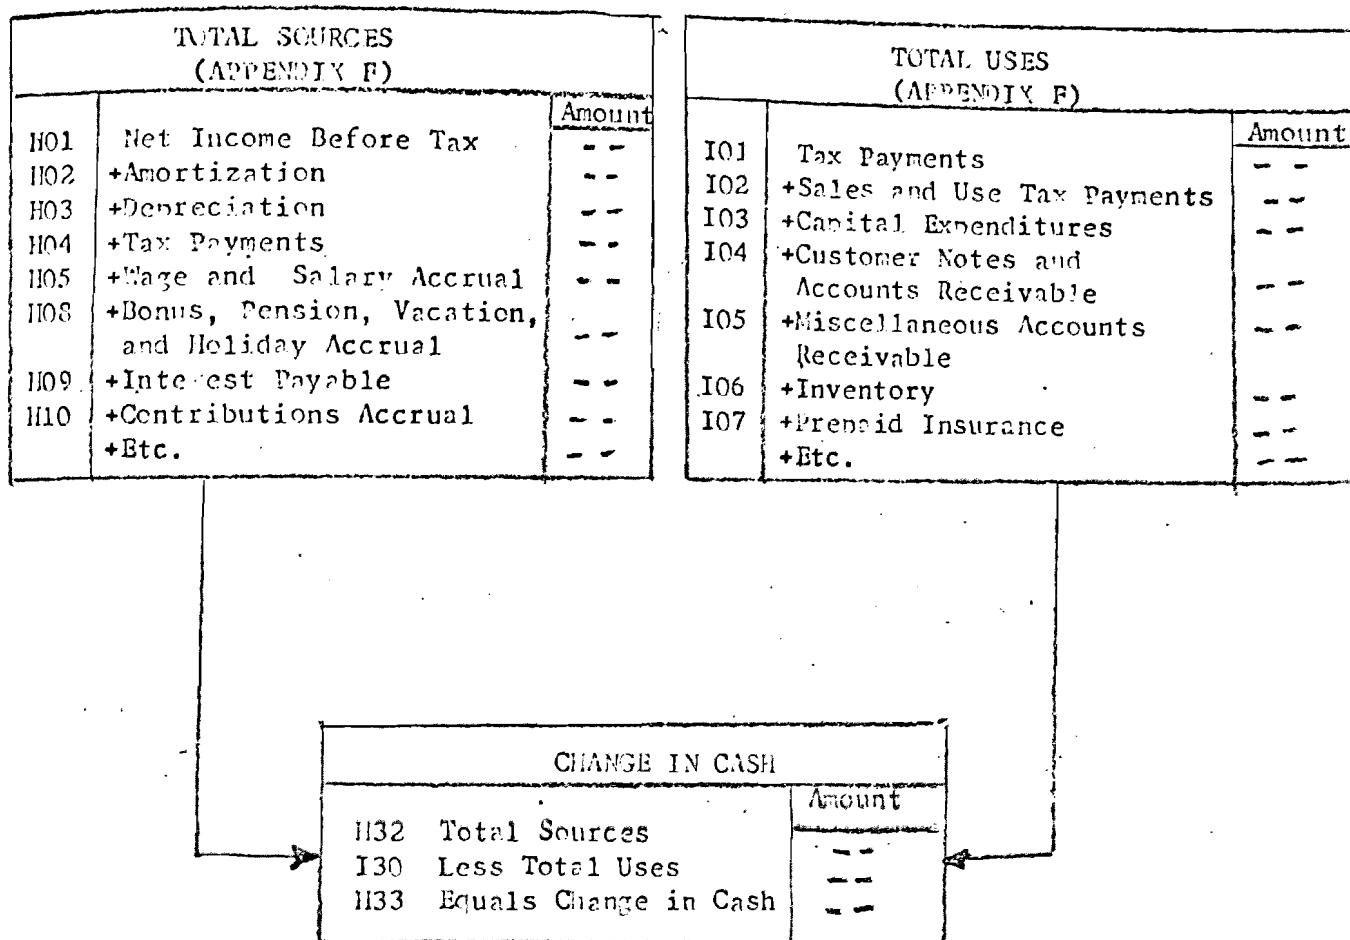 TOTAL SOURCES
(APPENDIX F)
Amount
H01 Net Income Before Tax --
H02 +Amortization --
H03 +Depreciation --
H04 +Tax Payments --
H05 +Wage and Salary Accrual --
H08 +Bonus, Pension, Vacation,
and Holiday Accrual --
H09 +Interest Payable --
H10 +Contributions Accrual --
+Etc. --
TOTAL USES
(APPENDIX F)
Amount
I01 Tax Payments --
I02 +Sales and Use Tax Payments --
I03 +Capital Expenditures --
I04 +Customer Notes and
Accounts Receivable --
I05 +Miscellaneous Accounts --
Receivable
I06 +Inventory --
I07 +Prepaid Insurance --
+Etc. --
CHANGE IN CASH
Amount
H32 Total Sources --
I30 Less Total Uses --
H33 Equals Change in Cash --